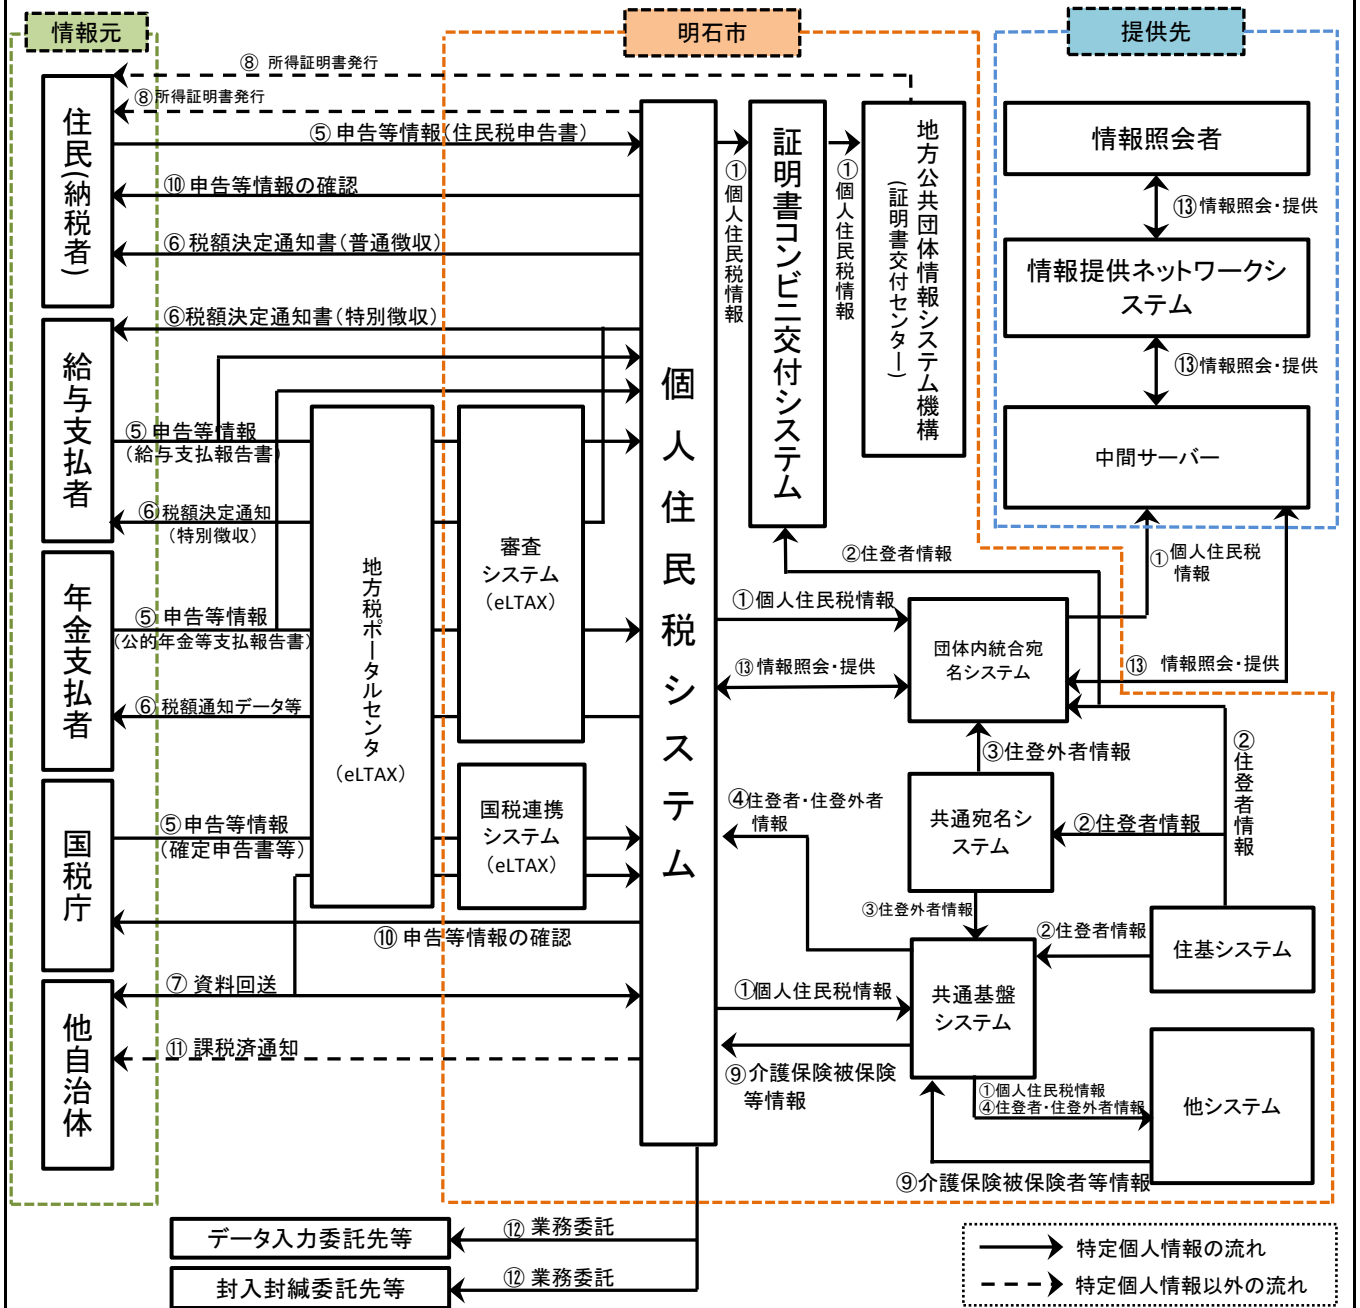 情報元
明石市
提供先
⑧ 所得証明書発行
⑧所得証明書発行
⑤申告等情報(住民税申告書)
⑩申告等情報の確認
⑥税額決定通知書(普通徴収)
⑥税額決定通知書(特別徴収)
住民(納税者)
給与支払者
年金支払者
国税庁
他自治体
⑤申告等情報
(給与支払報告書)
⑥税額決定通知
(特別徴収)
⑤申告等情報
(公的年金等支払報告書)
⑥税額通知データ等
⑤申告等情報
(確定申告書等)
⑩申告等情報の確認
⑦資料回送
⑪課税済通知
地方税ポータルセンタ
(eLTAX)
審査
システム
(eLTAX)
国税連携
システム
(eLTAX)
個人住民税システム
①個人住民税情報
証明書コンビニ交付システム
①個人住民税情報
地方公共団体情報システム機構
(証明書交付センター)
情報照会者
⑬情報照会・提供
情報提供ネットワークシ
ステム
⑬情報照会・提供
中間サーバー
②住登者情報
①個人住民税
情報
①個人住民税情報
⑬情報照会・提供
団体内統合宛
名システム
⑬ 情報照会・提供
③住登外者情報
②住登者情報
④住登者・住登外者
情報
共通宛名シ
ステム
②住登者情報
③住登外者情報
②住登者情報
住基システム
①個人住民税情報
共通基盤
システム
⑨介護保険被保険
等情報
①個人住民税情報
④住登者・住登外者情報
他システム
⑨介護保険被保険者等情報
データ入力委託先等
⑫業務委託
封入封緘委託先等
⑫業務委託
特定個人情報の流れ
特定個人情報以外の流れ